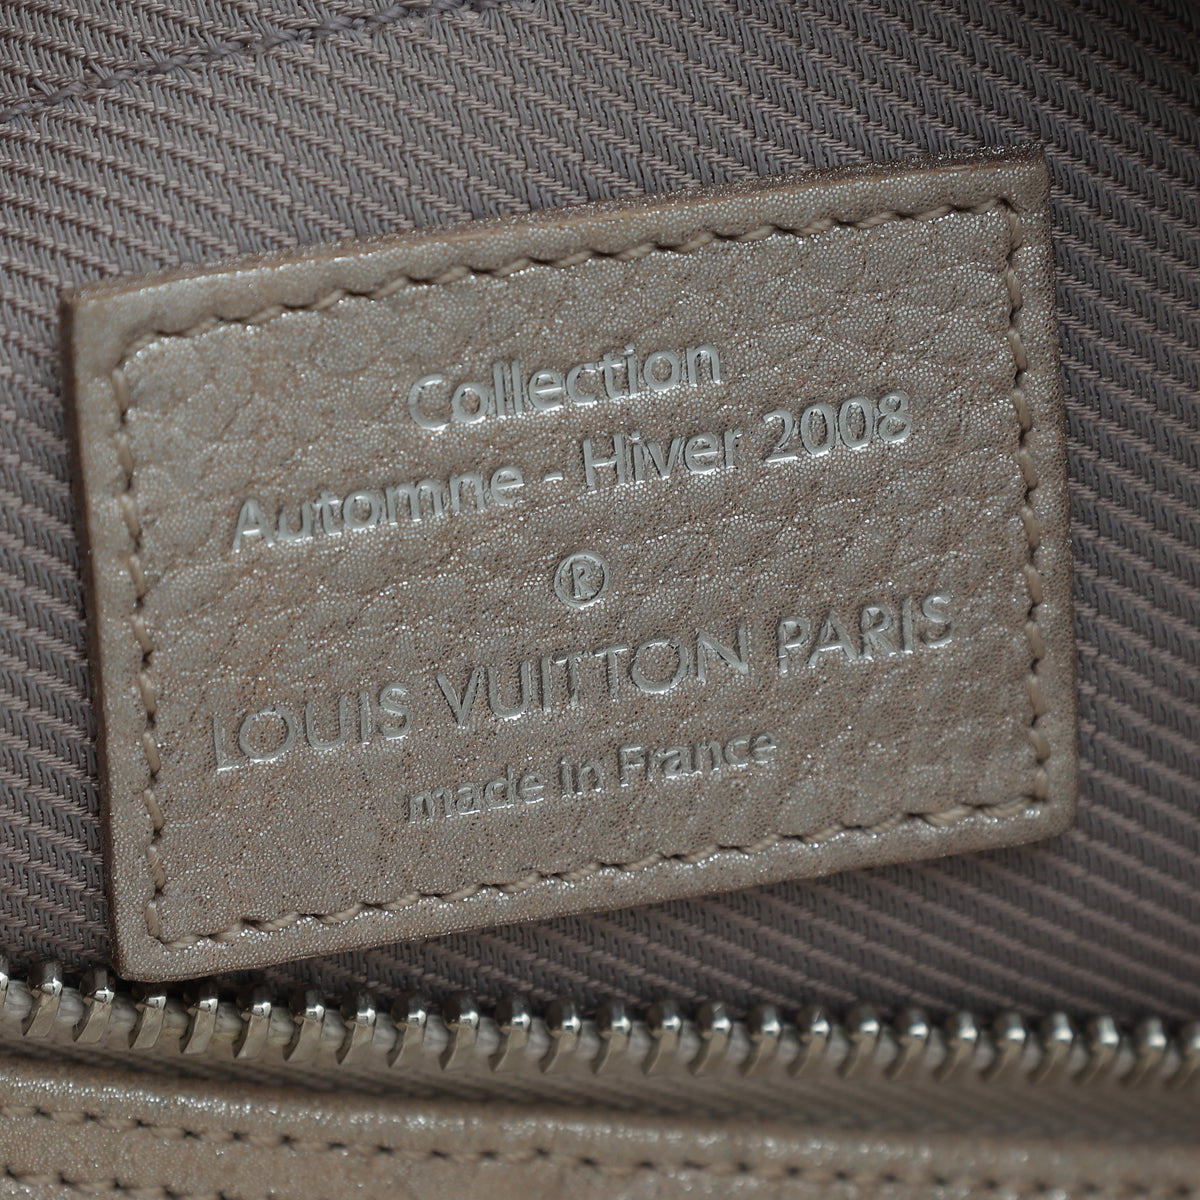 Collection
Automne - Hiver 2008
®
LOUIS VUITTON PARIS
made in France